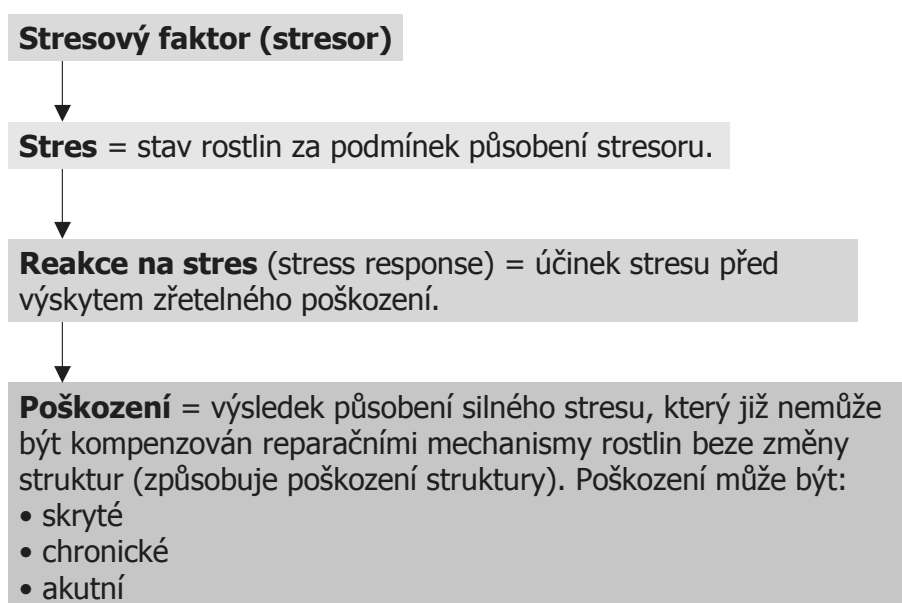 Stresový faktor (stresor)
Stres = stav rostlin za podmínek působení stresoru.
Reakce na stres (stress response) = účinek stresu před
výskytem zřetelného poškození.
Poškození = výsledek působení silného stresu, který již nemůže
být kompenzován reparačními mechanismy rostlin beze změny
struktur (způsobuje poškození struktury). Poškození může být:
• skryté
• chronické
• akutní